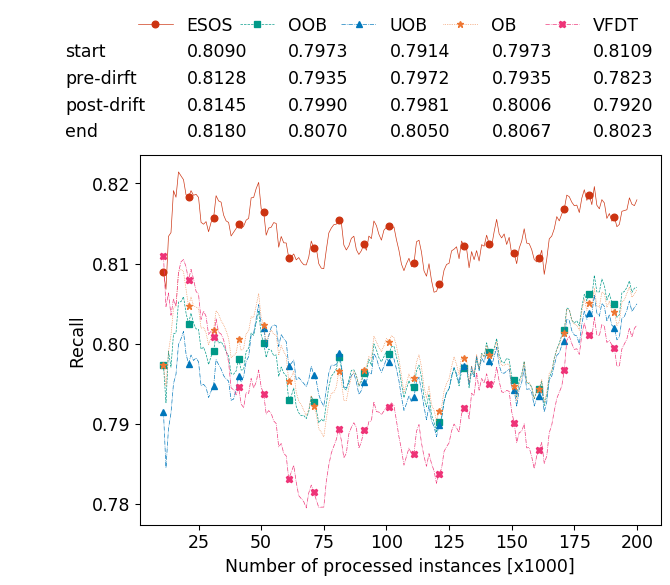 ESOS OOB UOB OB VFDT
start 0.8090 0.7973 0.7914 0.7973 0.8109
pre-dirft 0.8128 0.7935 0.7972 0.7935 0.7823
post-drift 0.8145 0.7990 0.7981 0.8006 0.7920
end 0.8180 0.8070 0.8050 0.8067 0.8023
0.82
0.81
0.80
0.79
0.78
Recall
25 50 75 100 125 150 175 200
Number of processed instances [x1000]